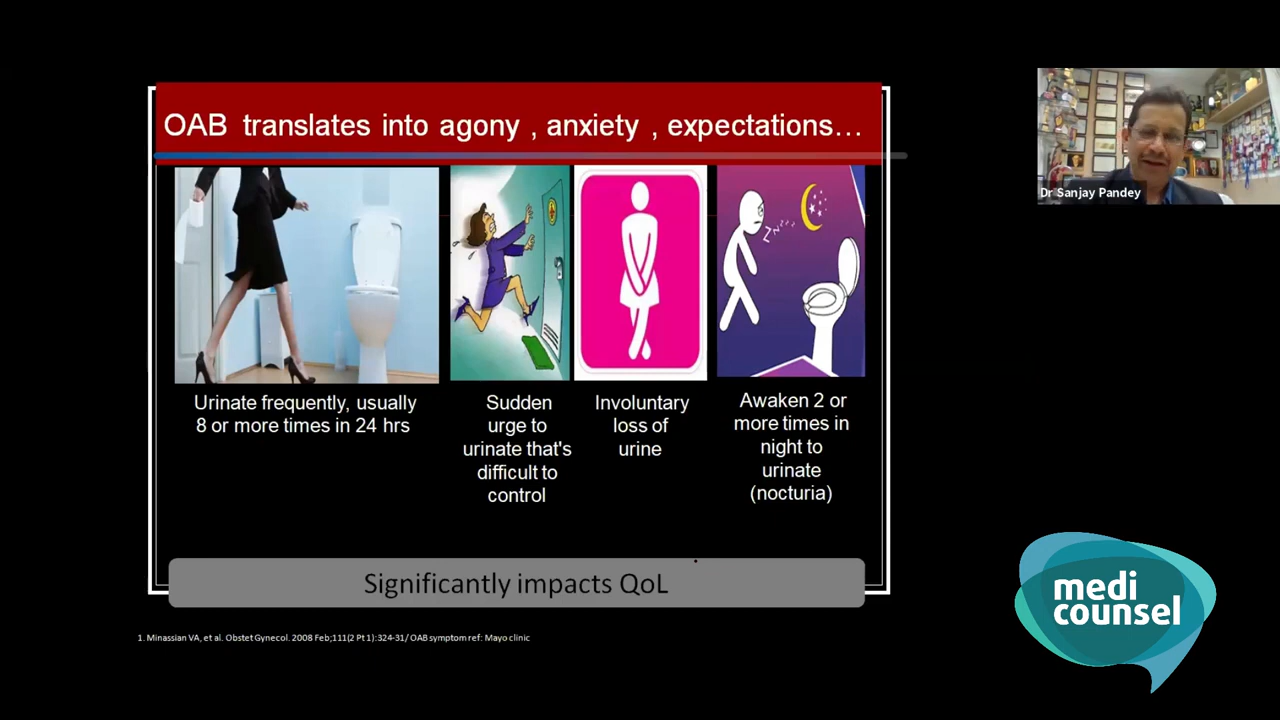 OAB translates into agony , anxiety , expectations…
Dr Sanjay Pandey
Urinate frequently, usually
8 or more times in 24 hrs
Sudden
urge to
urinate that's
difficult to
control
Involuntary
loss of
urine
Awaken 2 or
more times in
night to
urinate
(nocturia)
Significantly impacts QoL
1. Minassian VA, et al. Obstet Gynecol. 2008 Feb;111(2 Pt 1):324-31/ OAB symptom ref: Mayo clinic
medi
counsel